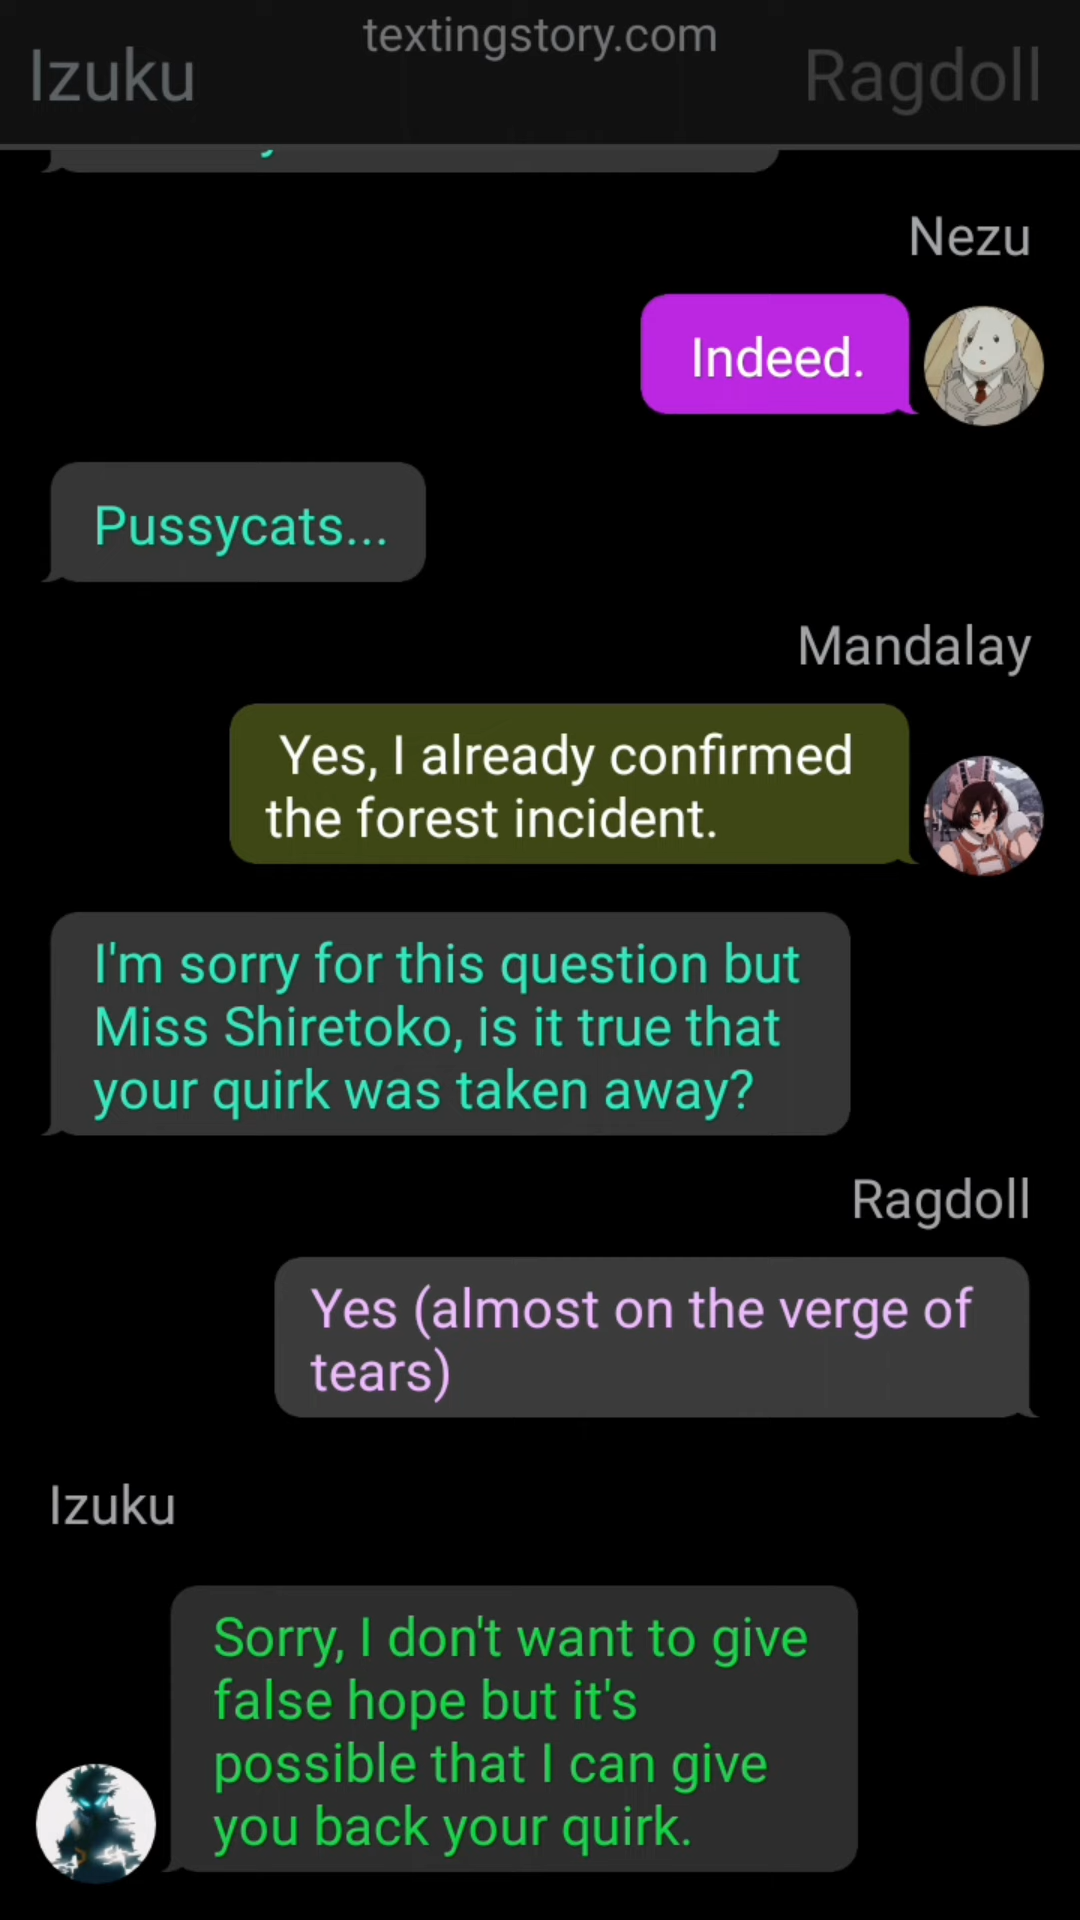 textingstory.com
Izuku
Ragdoll
Nezu
Indeed.
Pussycats...
Mandalay
Yes, I already confirmed
the forest incident.
I'm sorry for this question but
Miss Shiretoko, is it true that
your quirk was taken away?
Ragdoll
Yes (almost on the verge of
tears)
Izuku
Sorry, I don't want to give
false hope but it's
possible that I can give
you back your quirk.